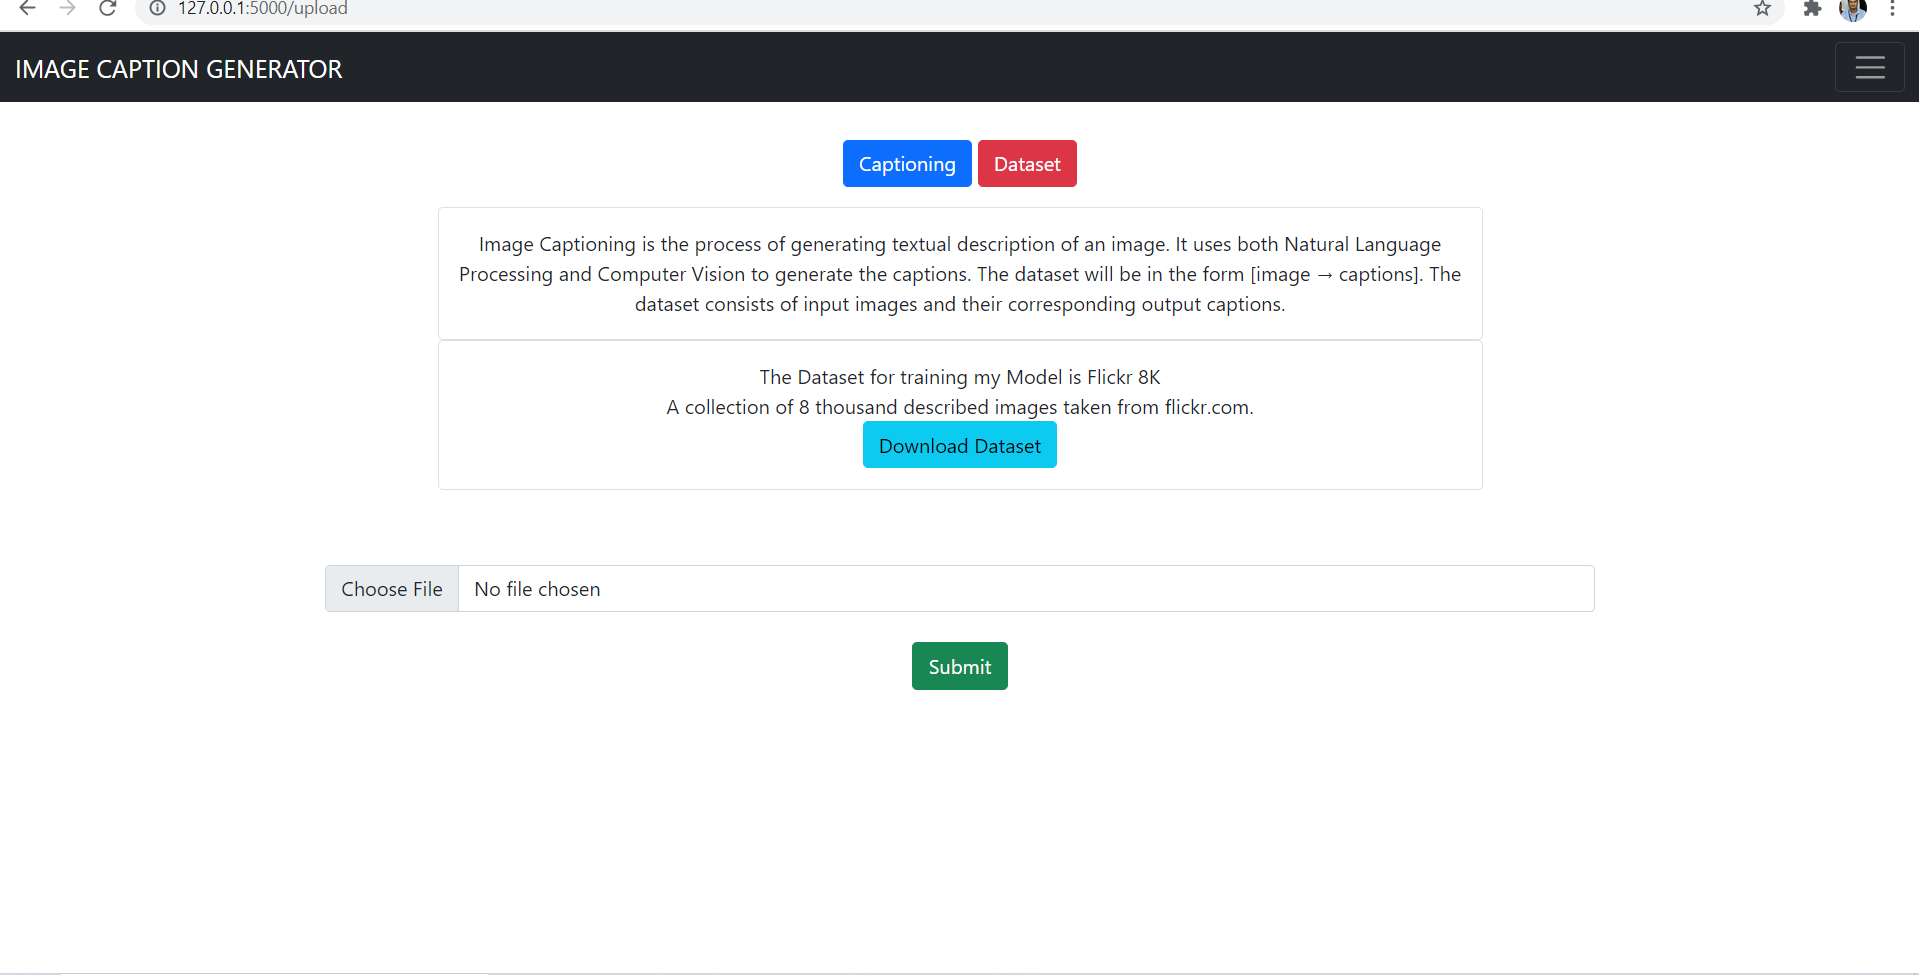 127.0.0.1:5000/upload
IMAGE CAPTION GENERATOR
Captioning Dataset
Image Captioning is the process of generating textual description of an image. It uses both Natural Language
Processing and Computer Vision to generate the captions. The dataset will be in the form [image → captions]. The
dataset consists of input images and their corresponding output captions.
The Dataset for training my Model is Flickr 8K
A collection of 8 thousand described images taken from flickr.com.
Download Dataset
Choose File No file chosen
Submit